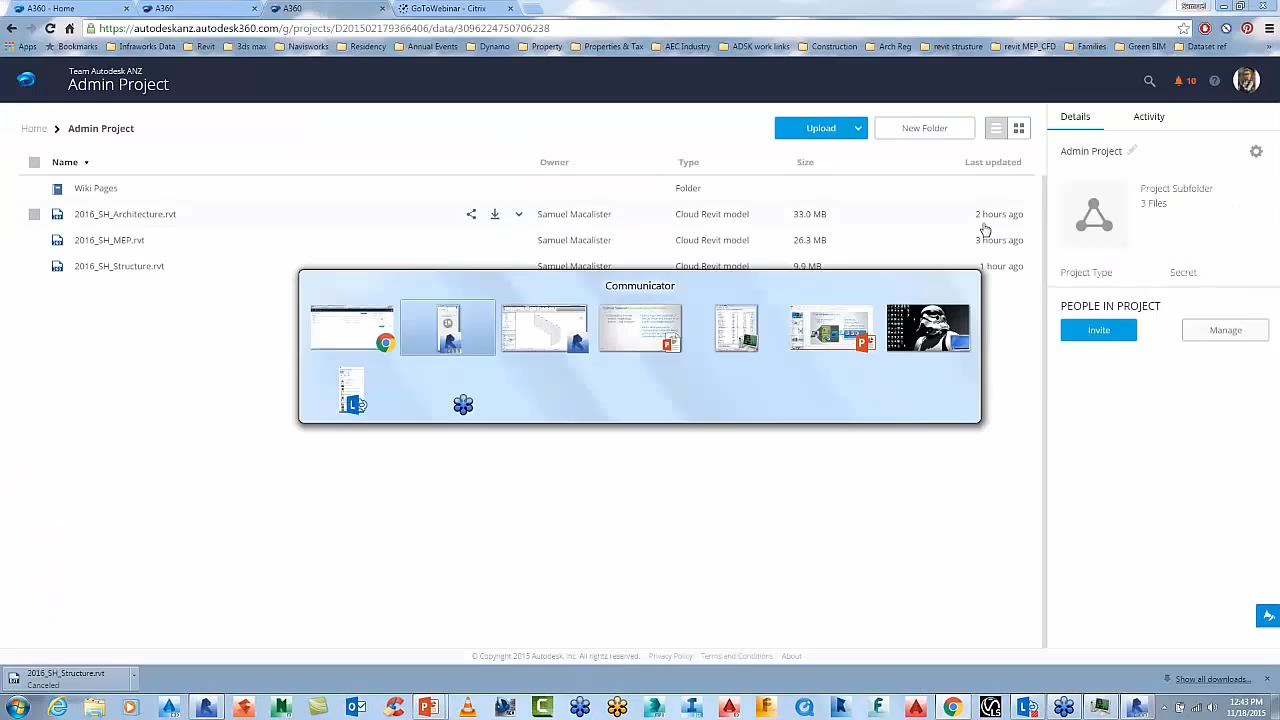 A360 - Home
A360
A360
GoToWebinar - Citrix
Samuel
https://autodeskanz.autodesk360.com/g/projects/D201502179366406/data/3096224750706238
Apps
Bookmarks
Infraworks Data
Revit
3ds max
Navisworks
Residency
Annual Events
Dynamo
Property
Properties & Tax
AEC Industry
ADSK work links
Construction
Arch Reg
revit structure
revit MEP_CFD
Families
Green BIM
Dataset ref
Team Autodesk ANZ
Admin Project
10
Home
Admin Project
Upload
New Folder
Details
Activity
Name
Owner
Type
Size
Last updated
Admin Project
Wiki Pages
Folder
Project Subfolder
3 Files
2016_SH_Architecture.rvt
Samuel Macalister
Cloud Revit model
33.0 MB
2 hours ago
2016_SH_MEP.rvt
Samuel Macalister
Cloud Revit model
26.3 MB
3 hours ago
2016_SH_Structure.rvt
Samuel Macalister
Cloud Revit model
9.9 MB
1 hour ago
Project Type
Secret
Communicator
PEOPLE IN PROJECT
Invite
Manage
© Copyright 2015 Autodesk, Inc. All rights reserved.
Privacy Policy
Terms and Conditions
About
2016_SH_Structure.rvt
Canceled
Show all downloads...
12:43 PM
11/18/2015